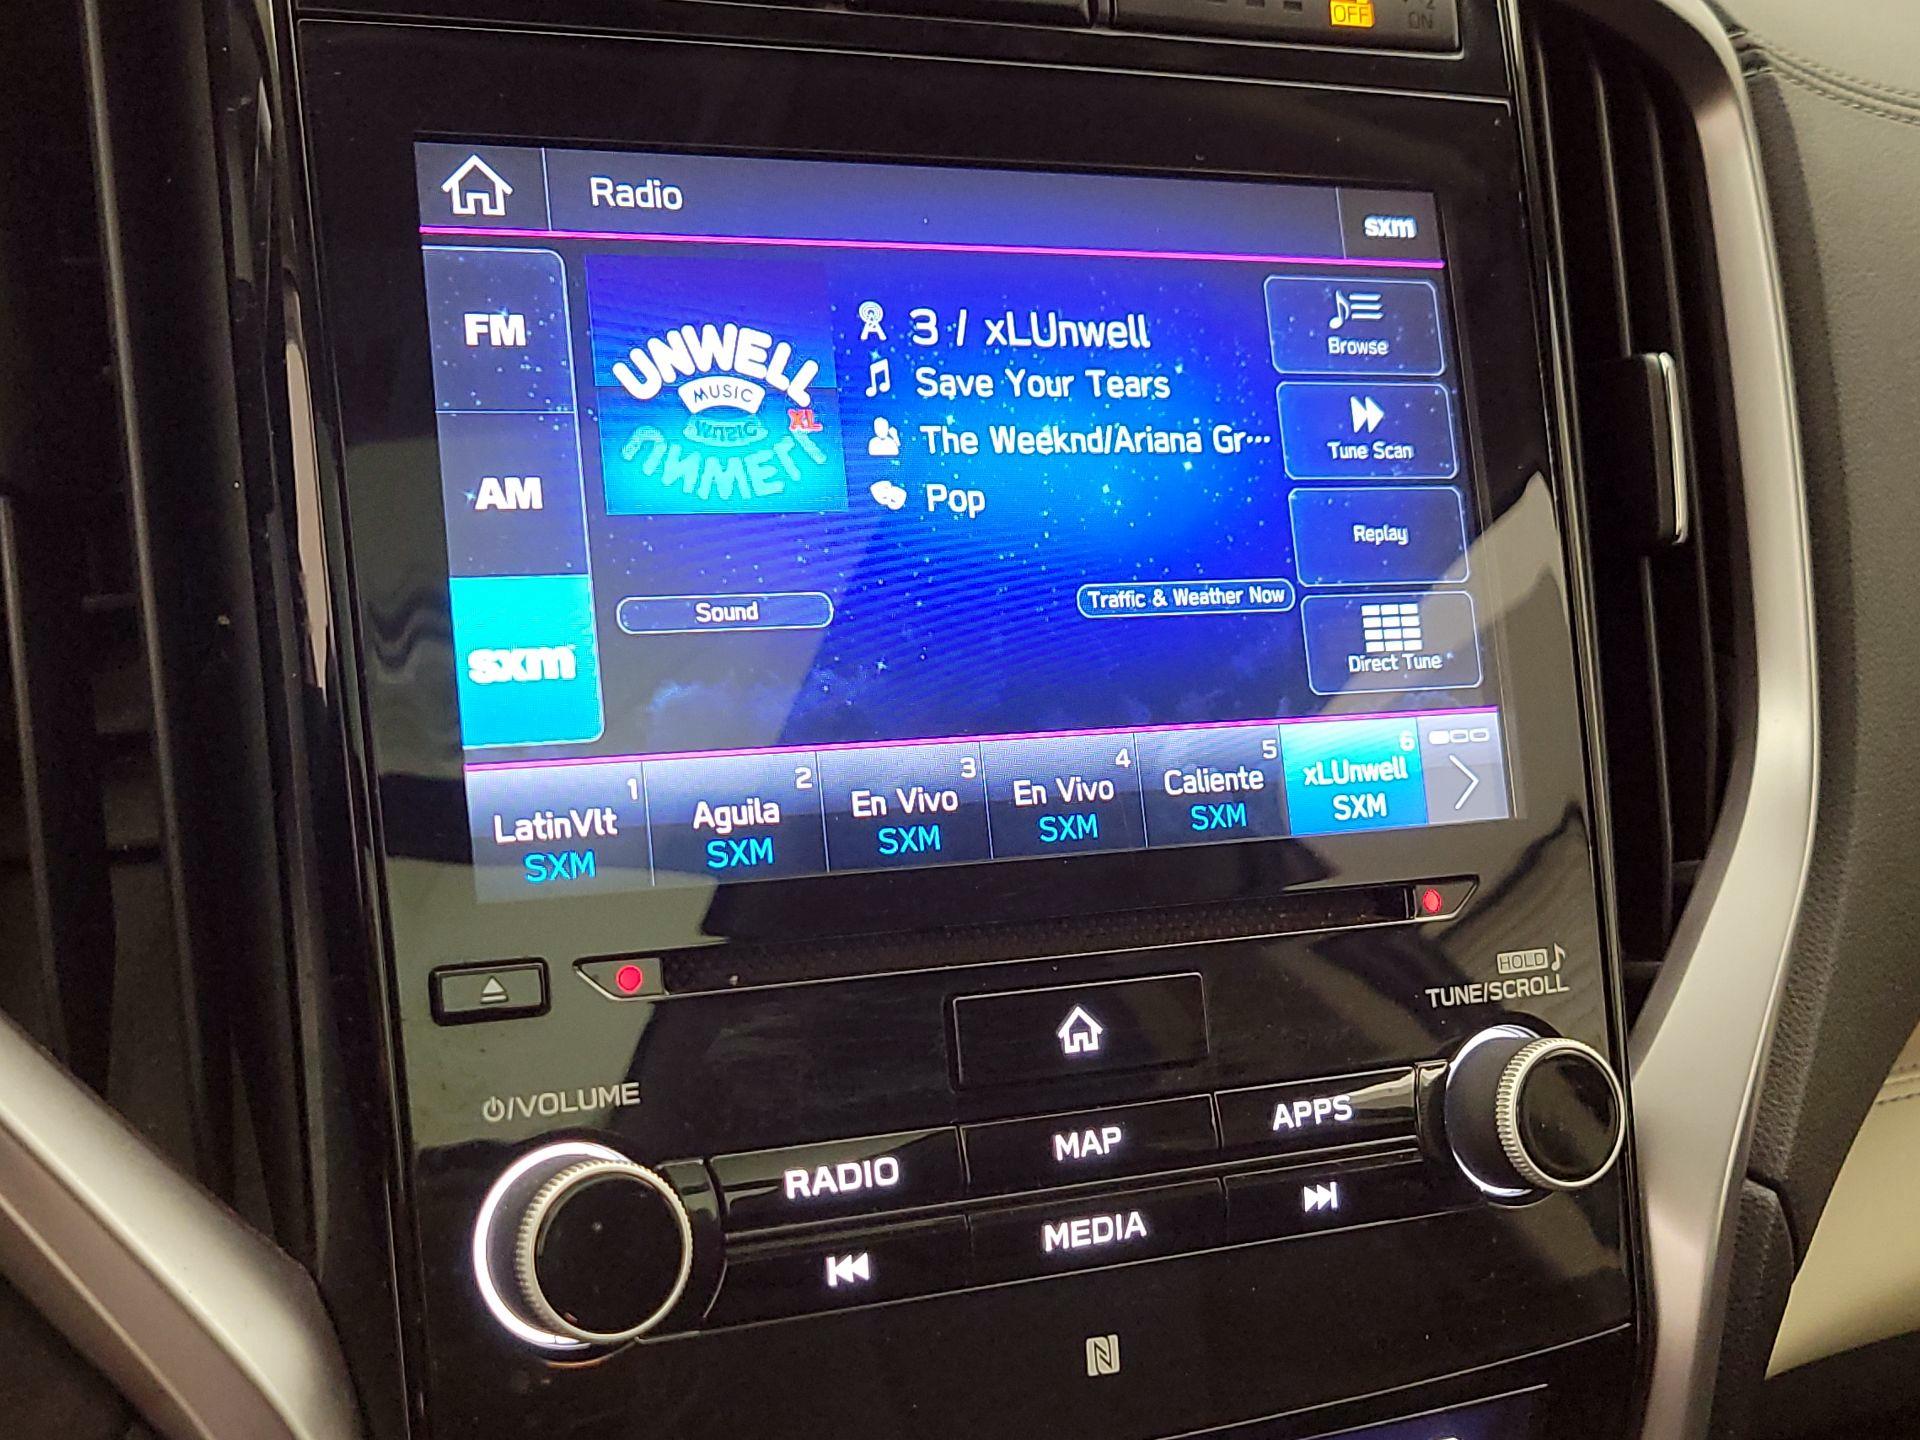 OFF
ON
Radio
sxm
FM
AM
sxm
UNWELL
MUSIC
XL
3 / xLUnwell
Save Your Tears
The Weeknd/Ariana Gr···
Pop
Browse
Tune Scan
Replay
Direct Tune
Sound
Traffic & Weather Now
1
LatinVlt
SXM
2
Aguila
SXM
3
En Vivo
SXM
4
En Vivo
SXM
5
Caliente
SXM
6
xLUnwell
SXM
HOLD
TUNE/SCROLL
/VOLUME
RADIO
MAP
APPS
MEDIA
N